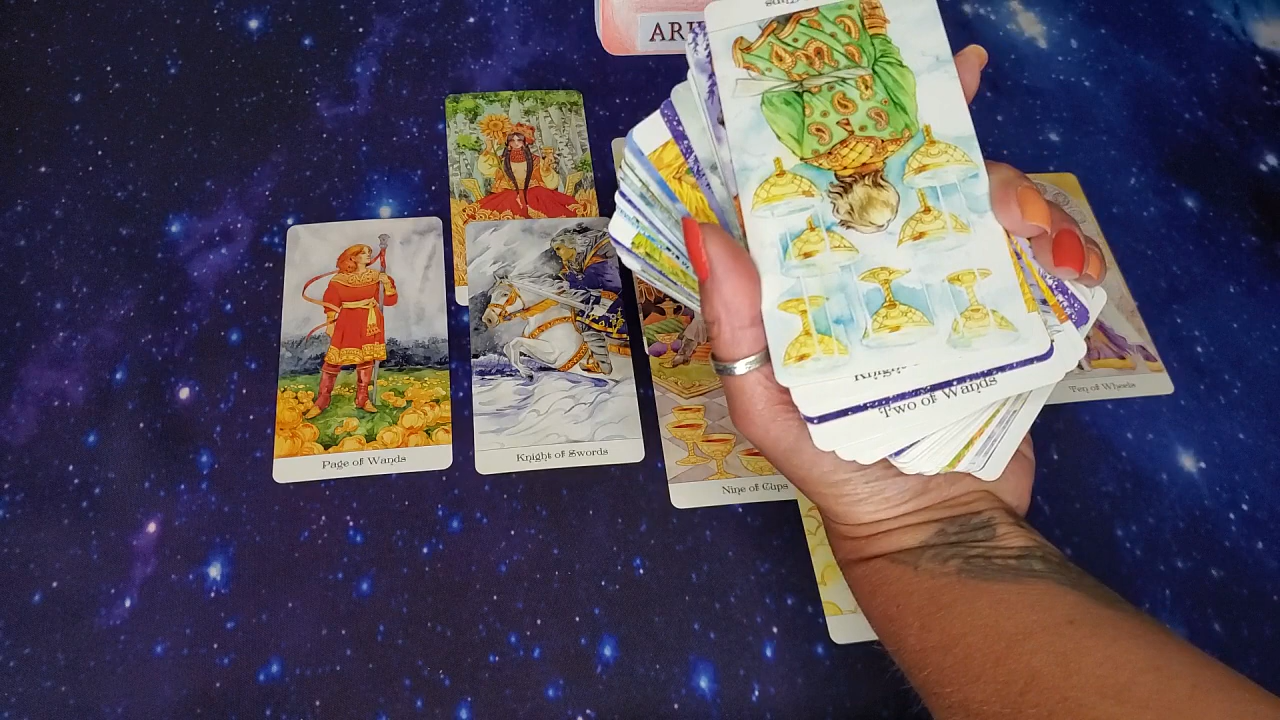 ARI
Page of Wands
Knight of Swords
Nine of Cups
Two of Wands
Ten of Wheels